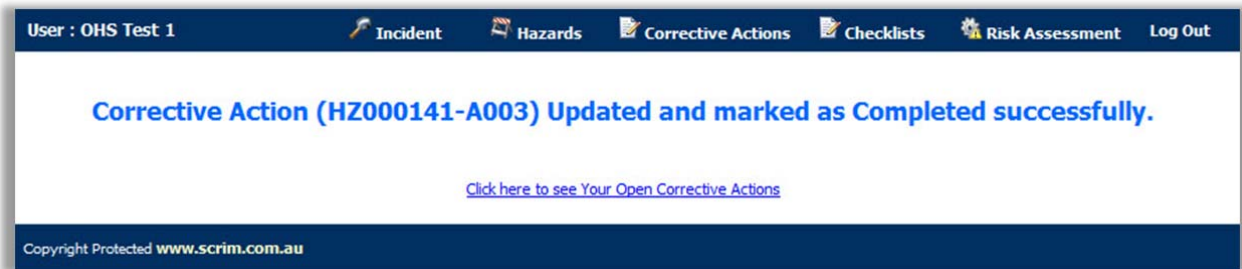 User : OHS Test 1 Incident Hazards Corrective Actions Checklists Risk Assessment Log Out
Corrective Action (HZ000141-A003) Updated and marked as Completed successfully.
Click here to see Your Open Corrective Actions
Copyright Protected www.scrim.com.au